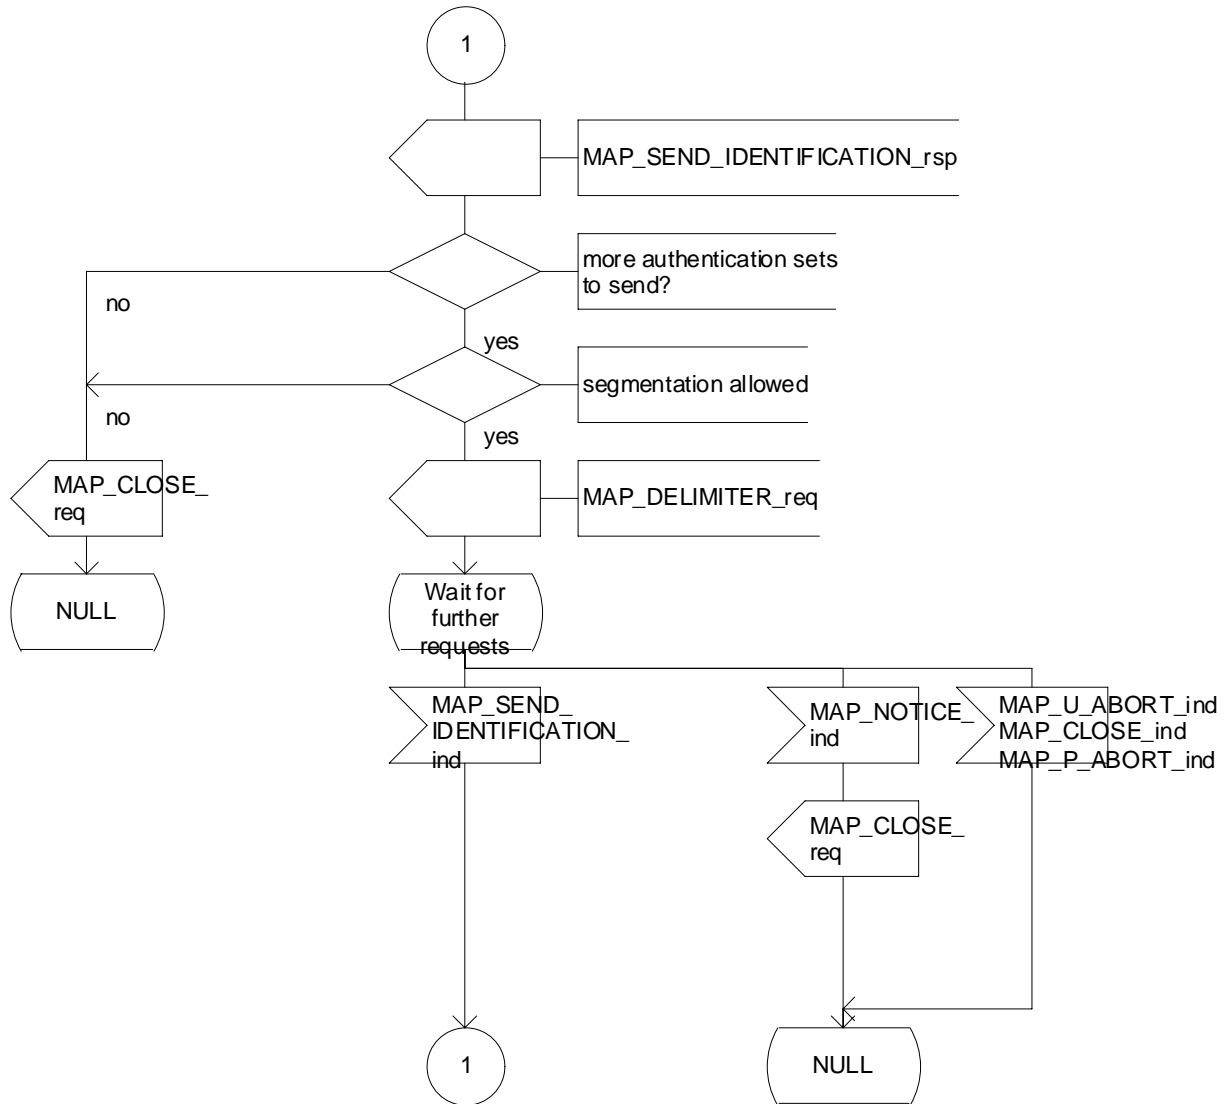 1
MAP_SEND_IDENTIFICATION_rsp
more authentication sets
to send?
no
yes
segmentation allowed
no
yes
MAP_CLOSE_
req
MAP_DELIMITER_req
NULL
Wait for
further
requests
MAP_SEND_
IDENTIFICATION_
ind
MAP_NOTICE_
ind
MAP_U_ABORT_ind
MAP_CLOSE_ind
MAP_P_ABORT_ind
MAP_CLOSE_
req
1
NULL